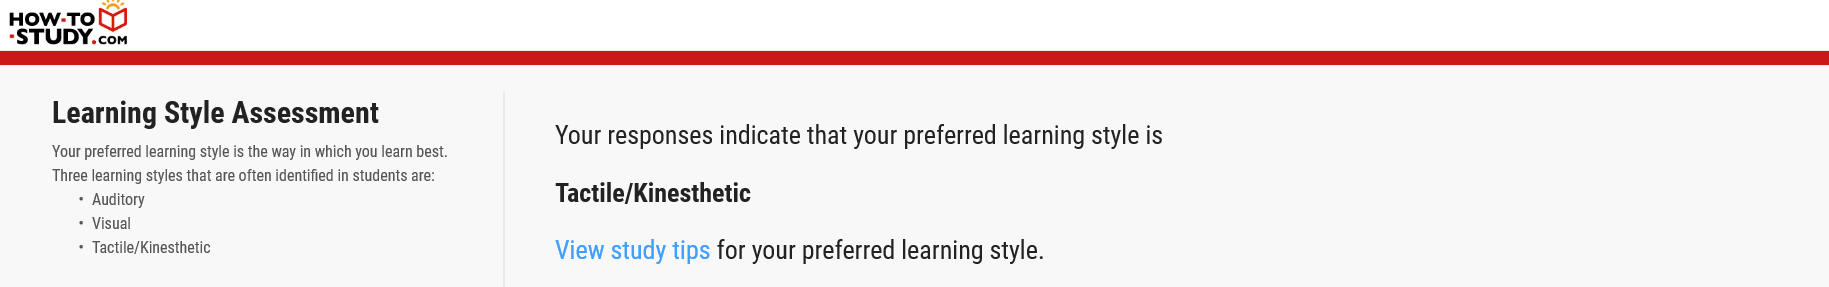 HOW-TO
-STUDY.COM
Learning Style Assessment
Your preferred learning style is the way in which you learn best.
Three learning styles that are often identified in students are:
• Auditory
• Visual
• Tactile/Kinesthetic
Your responses indicate that your preferred learning style is
Tactile/Kinesthetic
View study tips for your preferred learning style.